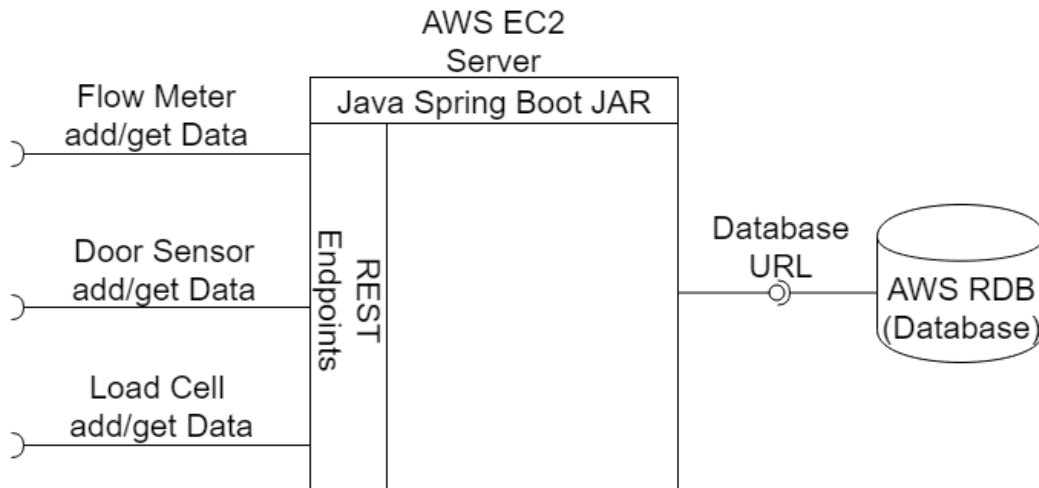 AWS EC2
Server
Java Spring Boot JAR
Flow Meter
add/get Data
Door Sensor
add/get Data
Load Cell
add/get Data
REST
Endpoints
Database
URL
AWS RDB
(Database)